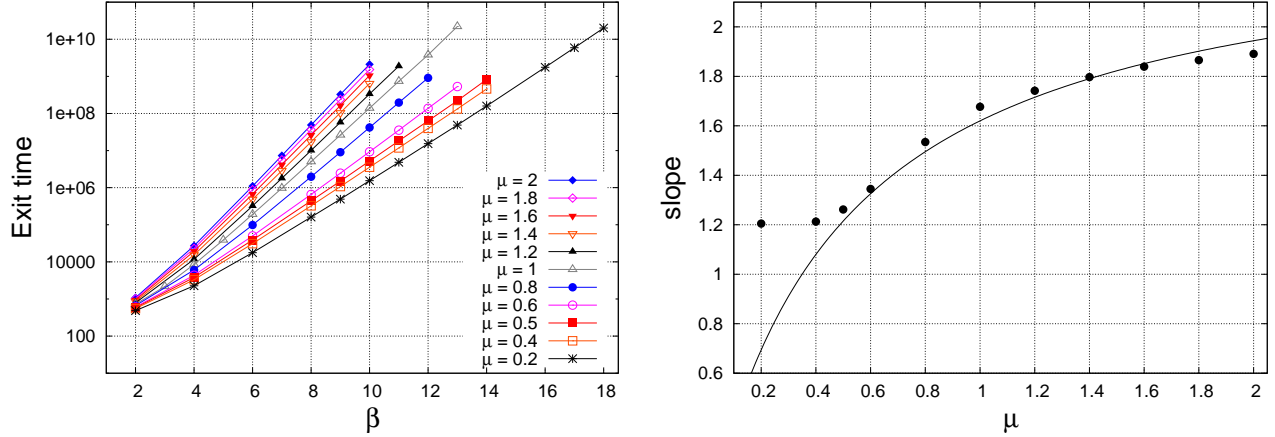 1e+10
1e+08
1e+06
10000
100
Exit time
2 4 6 8 10 12 14 16 18
β
μ = 2
μ = 1.8
μ = 1.6
μ = 1.4
μ = 1.2
μ = 1
μ = 0.8
μ = 0.6
μ = 0.5
μ = 0.4
μ = 0.2
2
1.8
1.6
1.4
1.2
1
0.8
0.6
slope
0.2 0.4 0.6 0.8 1 1.2 1.4 1.6 1.8 2
μ